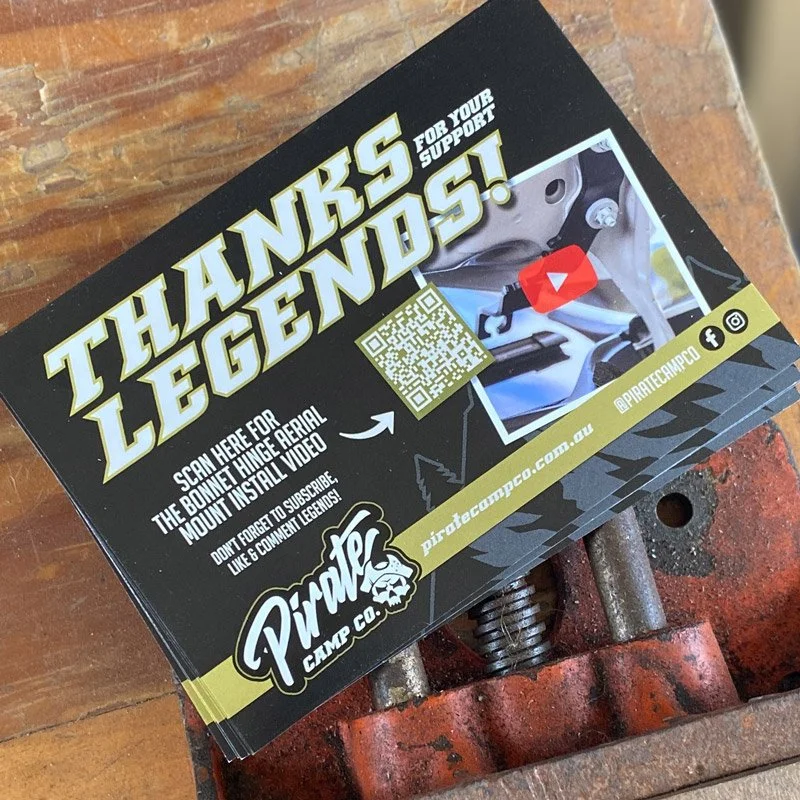 THANKS
FOR YOUR
SUPPORT
LEGENDS!
SCAN HERE FOR
THE BONNET HINGE AERIAL
MOUNT INSTALL VIDEO
DON'T FORGET TO SUBSCRIBE,
LIKE & COMMENT LEGENDS!
Pirate
CAMP CO.
piratecampco.com.au
@PIRATECAMPCO